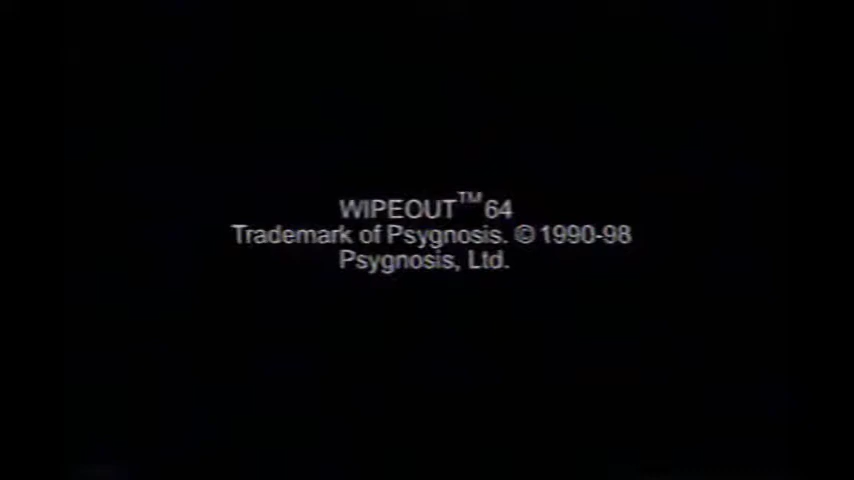 WIPEOUT™ 64
Trademark of Psygnosis. © 1990-98
Psygnosis, Ltd.